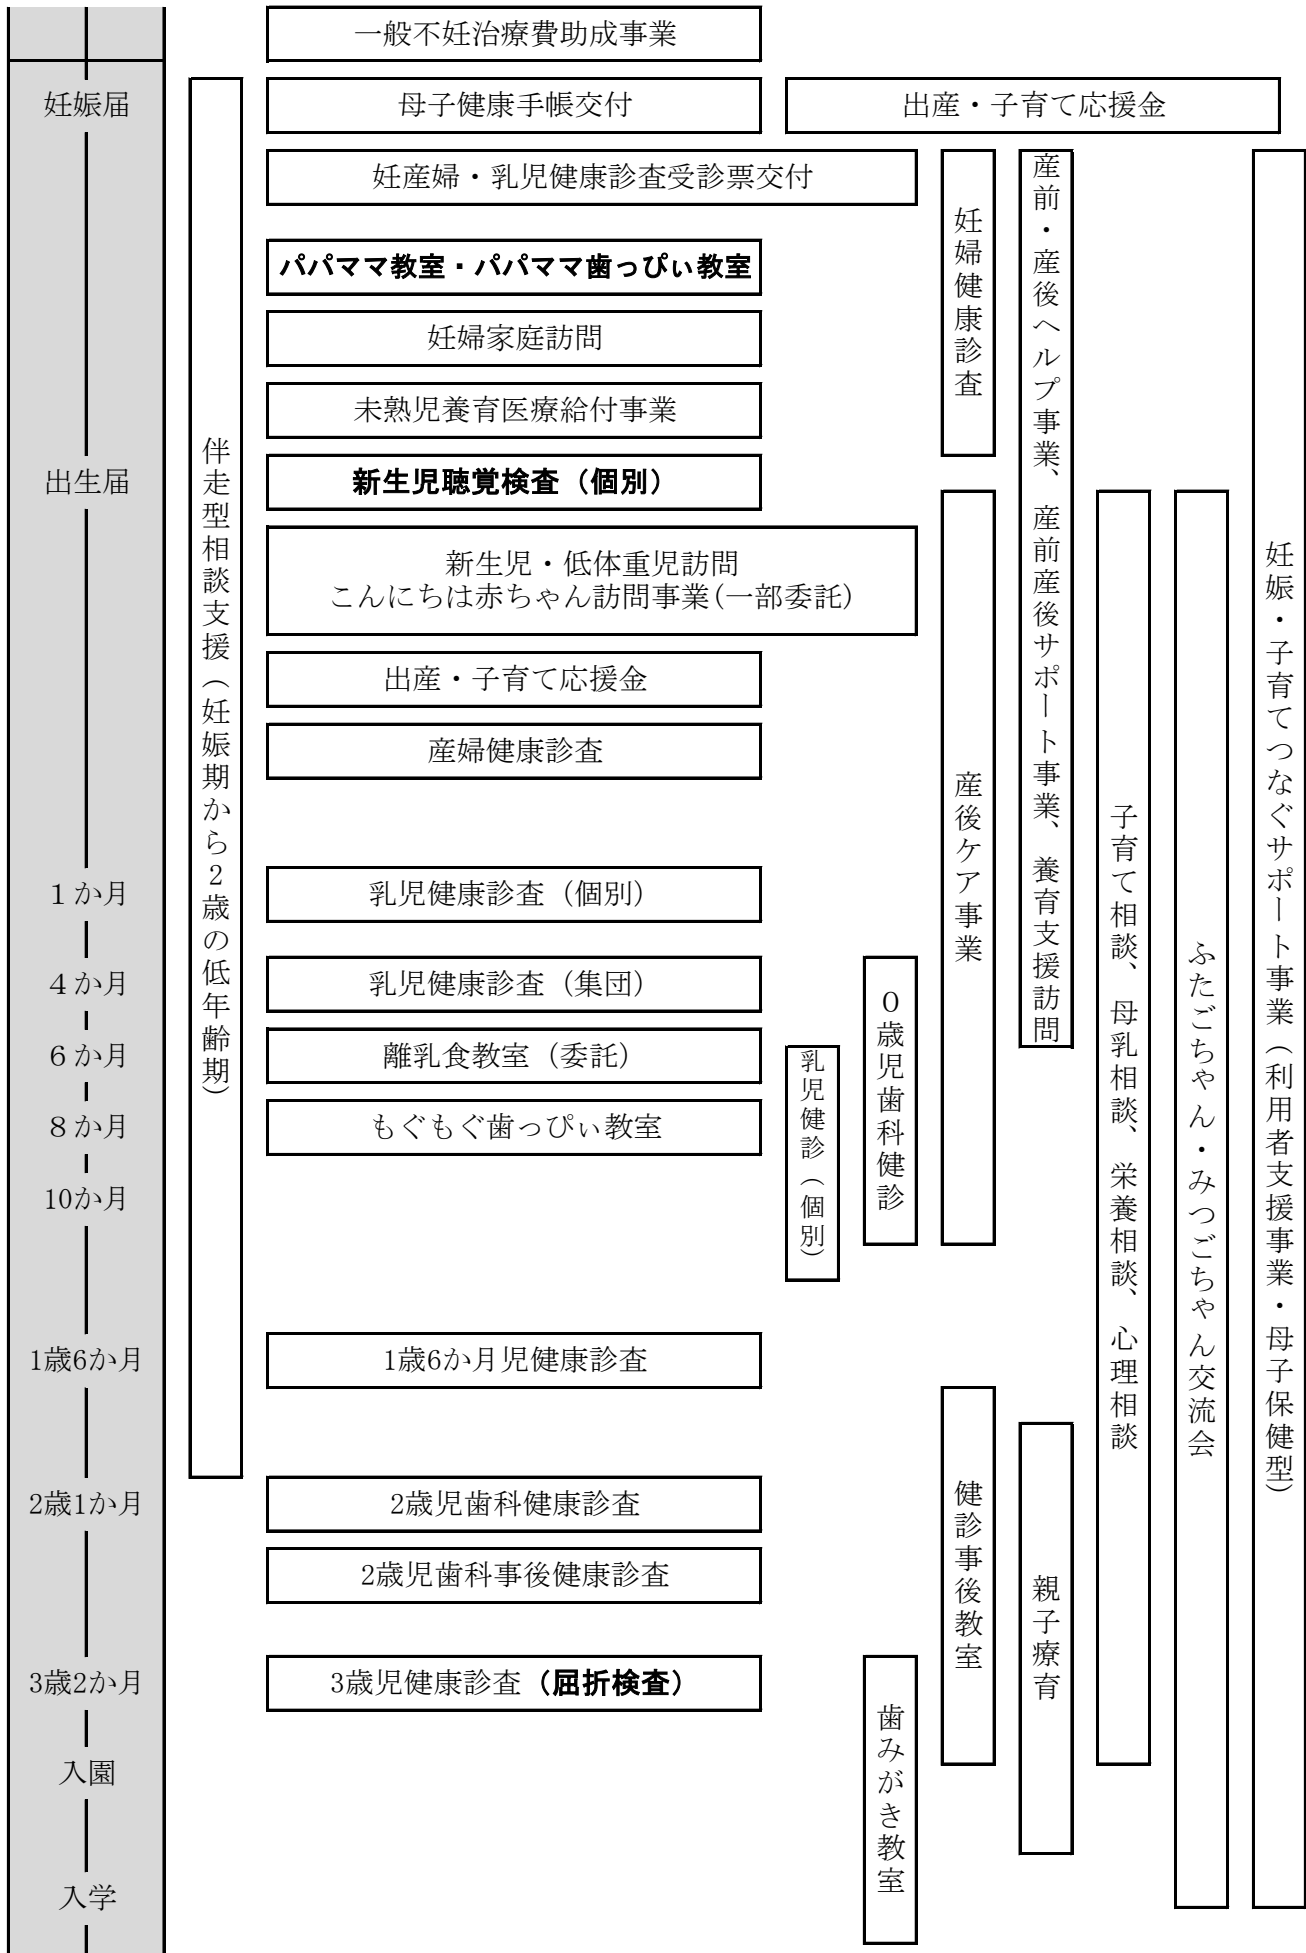 一般不妊治療費助成事業
妊娠届
母子健康手帳交付
出産・子育て応援金
妊産婦・乳児健康診査受診票交付
パパママ教室・パパママ歯っぴぃ教室
妊婦家庭訪問
未熟児養育医療給付事業
出生届
新生児聴覚検査（個別）
新生児・低体重児訪問
こんにちは赤ちゃん訪問事業(一部委託)
出産・子育て応援金
産婦健康診査
1か月
乳児健康診査（個別）
4か月
乳児健康診査（集団）
6か月
離乳食教室（委託）
8か月
もぐもぐ歯っぴぃ教室
10か月
1歳6か月
1歳6か月児健康診査
2歳1か月
2歳児歯科健康診査
2歳児歯科事後健康診査
3歳2か月
3歳児健康診査（屈折検査）
入園
入学
伴走型相談支援（妊娠期から2歳の低年齢期）
乳児健診（個別）
0歳児歯科健診
歯みがき教室
妊婦健康診査
産後ケア事業
健診事後教室
産前・産後ヘルプ事業、産前産後サポート事業、養育支援訪問
親子療育
子育て相談、母乳相談、栄養相談、心理相談
ふたごちゃん・みつごちゃん交流会
妊娠・子育てつなぐサポート事業（利用者支援事業・母子保健型）